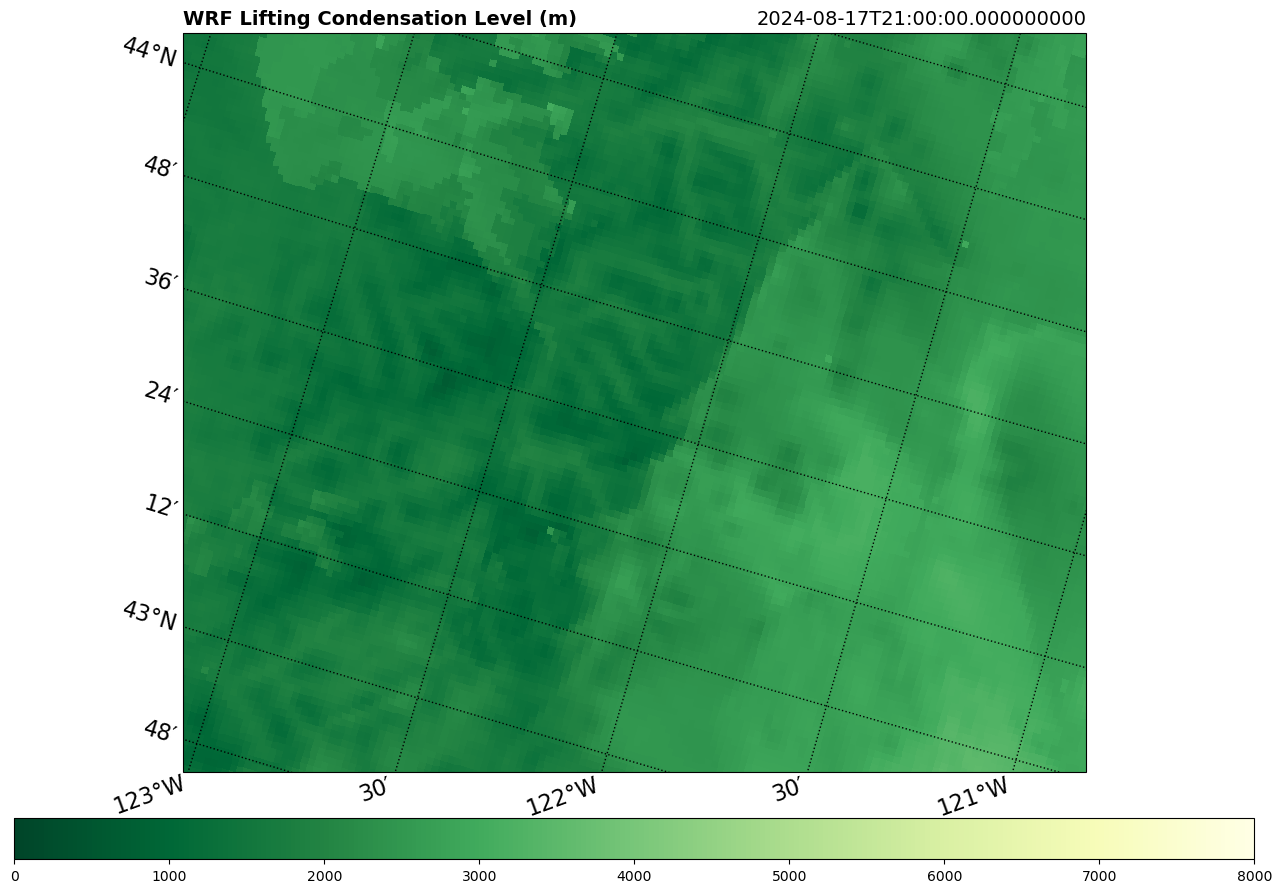 WRF Lifting Condensation Level (m)
2024-08-17T21:00:00.000000000
44°N
48′
36′
24′
12′
43°N
48′
123°W 30′ 122°W 30′ 121°W
0 1000 2000 3000 4000 5000 6000 7000 8000